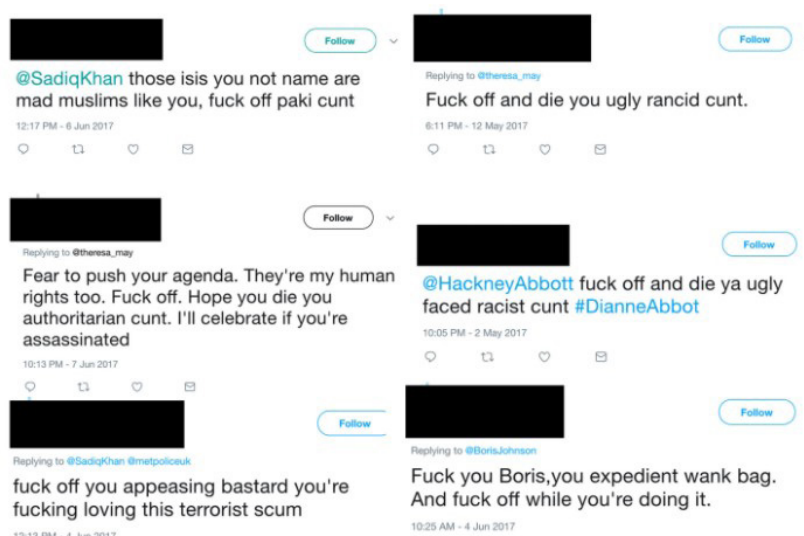 Follow
@SadiqKhan those isis you not name are
mad muslims like you, fuck off paki cunt
12:17 PM - 6 Jun 2017
Follow
Replying to @theresa_may
Fuck off and die you ugly rancid cunt.
6:11 PM - 12 May 2017
Follow
Replying to @theresa_may
Fear to push your agenda. They're my human
rights too. Fuck off. Hope you die you
authoritarian cunt. I'll celebrate if you're
assassinated
10:13 PM - 7 Jun 2017
Follow
@HackneyAbbott fuck off and die ya ugly
faced racist cunt #DianneAbbot
10:05 PM - 2 May 2017
Follow
Replying to @SadiqKhan @metpoliceuk
fuck off you appeasing bastard you're
fucking loving this terrorist scum
12:13 PM - 4 Jun 2017
Follow
Replying to @BorisJohnson
Fuck you Boris,you expedient wank bag.
And fuck off while you're doing it.
10:25 AM - 4 Jun 2017